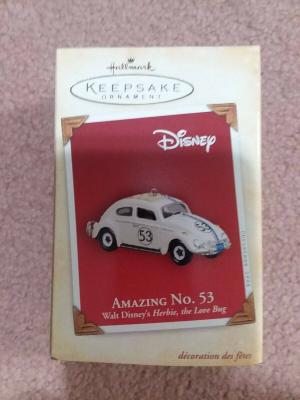 Hallmark
KEEPSAKE
ORNAMENT
Disney
53
AMAZING NO. 53
Walt Disney's Herbie, the Love Bug
décoration des fêtes